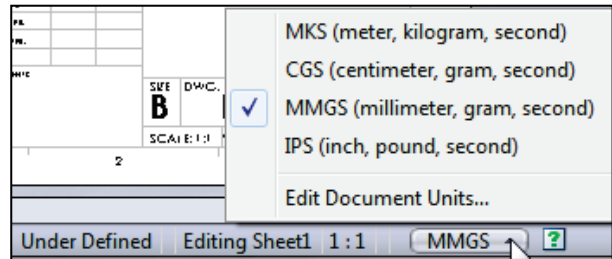 MKS (meter, kilogram, second)
CGS (centimeter, gram, second)
MMGS (millimeter, gram, second)
IPS (inch, pound, second)
Edit Document Units...
SIZE DWG.
B
SCALE: 1:1
2
Under Defined Editing Sheet1 1:1 MMGS ?